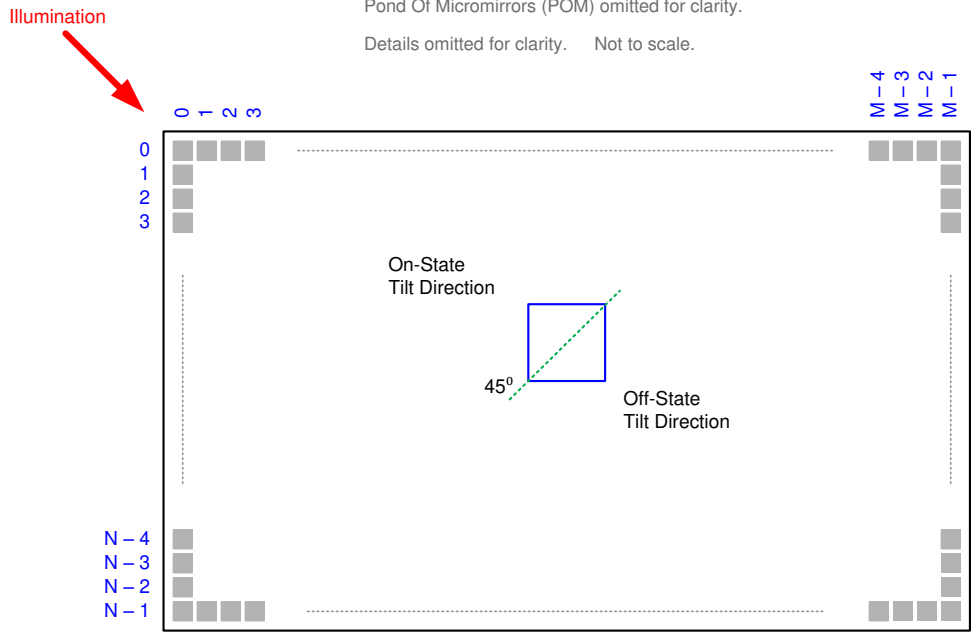 Pond Of Micromirrors (POM) omitted for clarity.
Illumination
Details omitted for clarity. Not to scale.
0 1 2 3
M – 4 M – 3 M – 2 M – 1
0
1
2
3
On-State
Tilt Direction
45⁰
Off-State
Tilt Direction
N – 4
N – 3
N – 2
N – 1